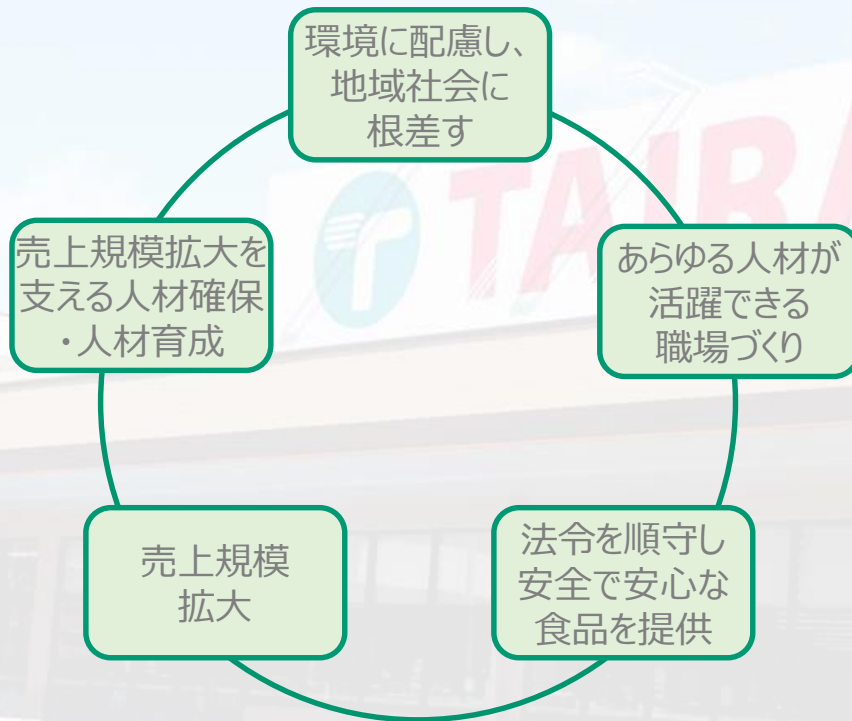 環境に配慮し、
地域社会に
根差す
TAIRA
売上規模拡大を
支える人材確保
・人材育成
あらゆる人材が
活躍できる
職場づくり
売上規模
拡大
法令を順守し
安全で安心な
食品を提供